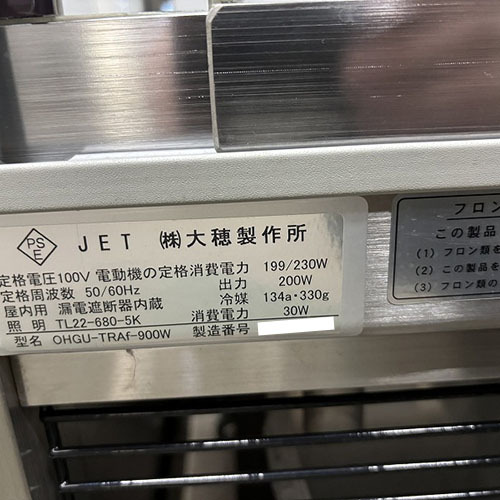 PS
E
JET ㈱大穂製作所
定格電圧100V 電動機の定格消費電力 199/230W
定格周波数 50/60Hz 出力 200W
屋内用 漏電遮断器内蔵 冷媒 134a・330g
照明 TL22-680-5K 消費電力 30W
型名 OHGU-TRAf-900W 製造番号
フロン
この製品
(1) フロン類を
(2) この製品を
(3) フロン類の